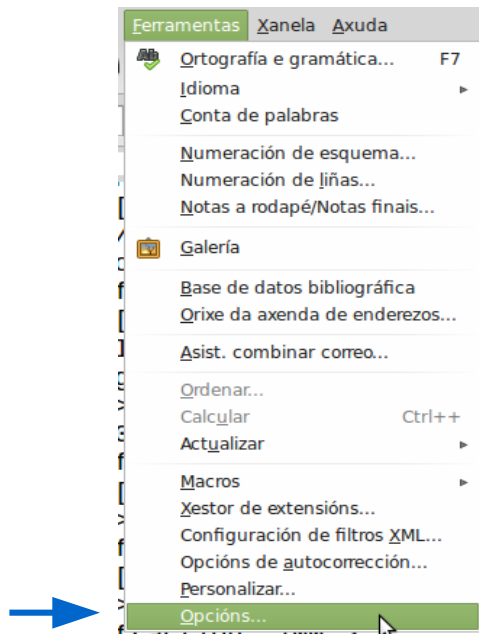 Ferramentas Xanela Axuda
Ortografía e gramática... F7
Idioma
Conta de palabras
Numeración de esquema...
Numeración de liñas...
Notas a rodapé/Notas finais...
Galería
Base de datos bibliográfica
Orixe da axenda de enderezos...
Asist. combinar correo...
Ordenar...
Calcular Ctrl++
Actualizar
Macros
Xestor de extensións...
Configuración de filtros XML...
Opcións de autocorrección...
Personalizar...
Opcións...